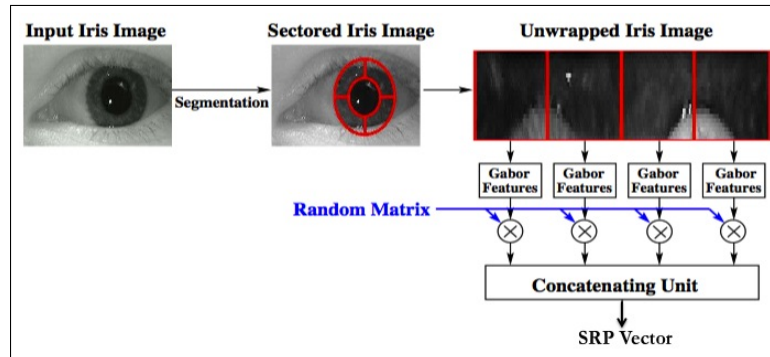 Input Iris Image
Sectored Iris Image
Unwrapped Iris Image
Segmentation
Gabor
Features
Gabor
Features
Gabor
Features
Gabor
Features
Random Matrix
Concatenating Unit
SRP Vector